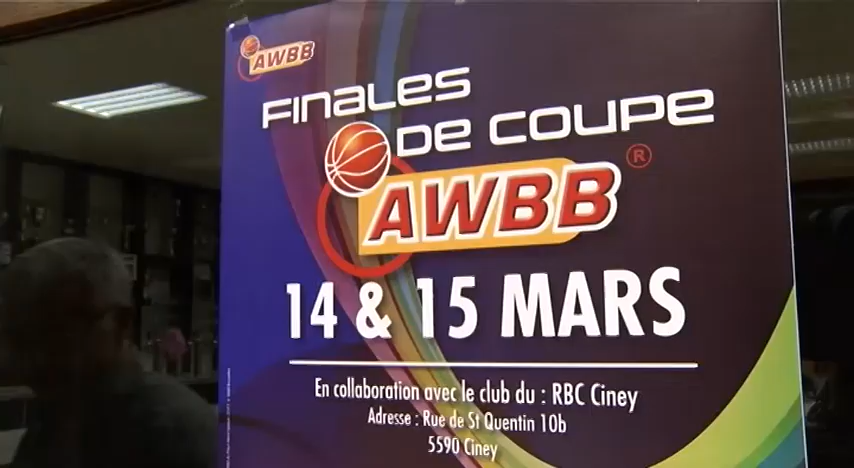 AWBB
FINALES
DE COUPE
AWBB ®
14 & 15 MARS
En collaboration avec le club du : RBC Ciney
Adresse : Rue de St Quentin 10b
5590 Ciney